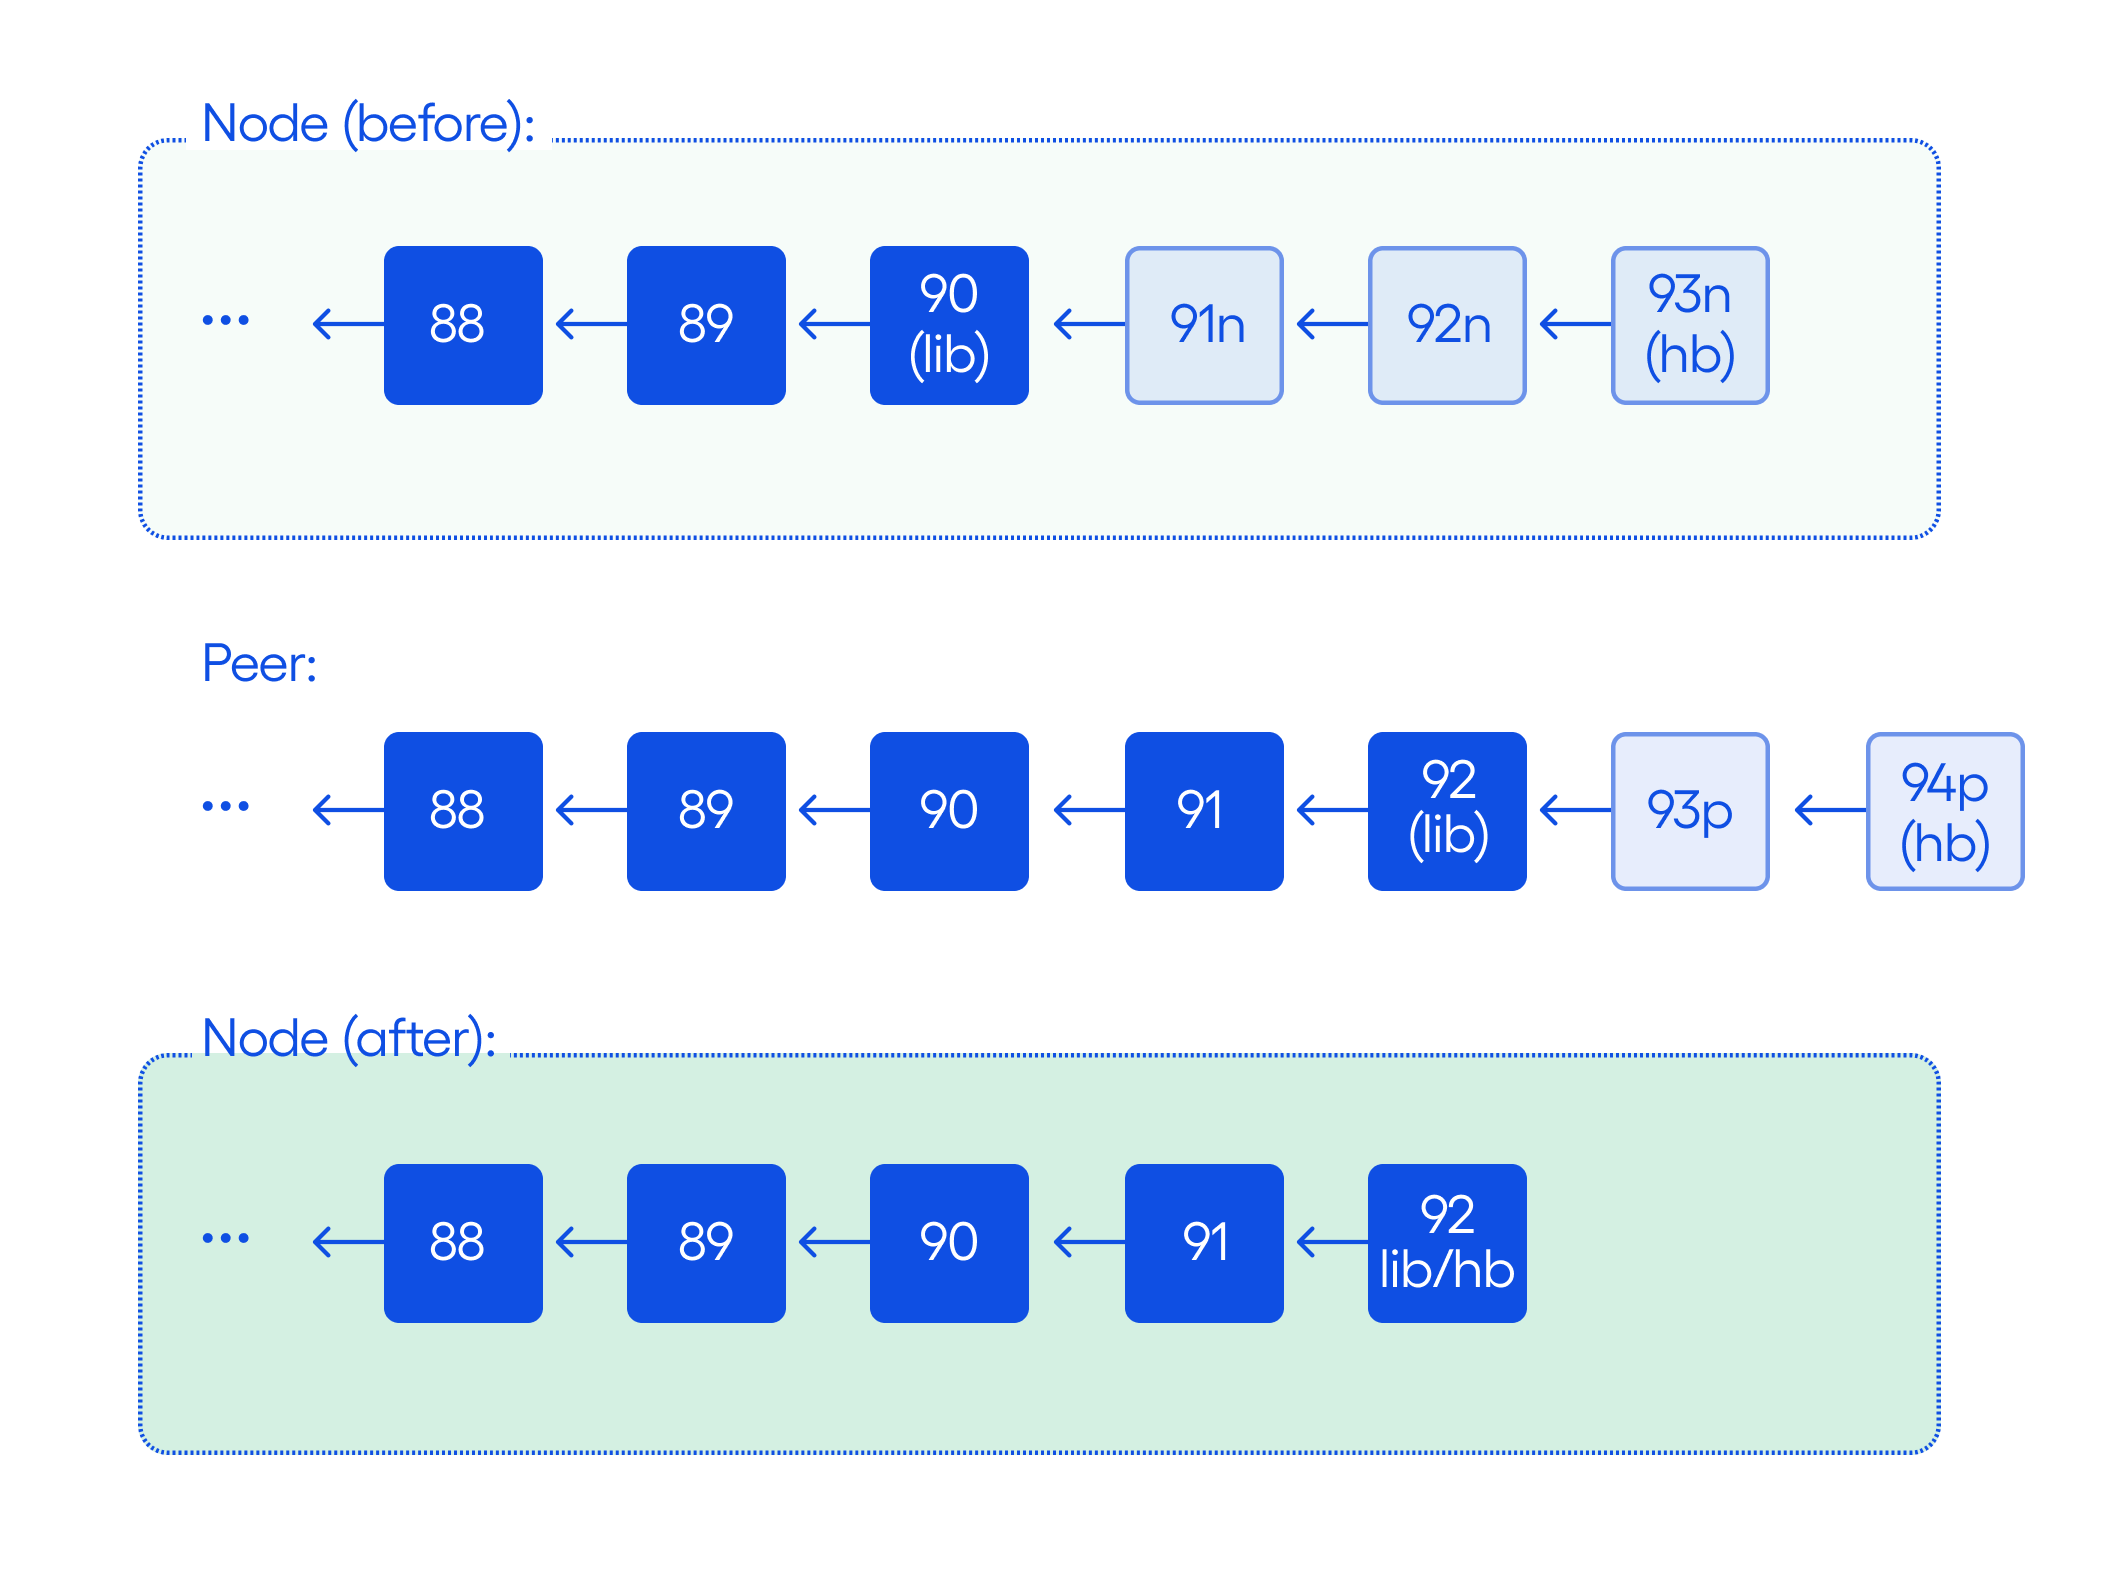 Node (before):
... 88 89 90 91n 92n 93n
(lib) (hb)
Peer:
... 88 89 90 91 92 93p 94p
(lib) (hb)
Node (after):
... 88 89 90 91 92
lib/hb